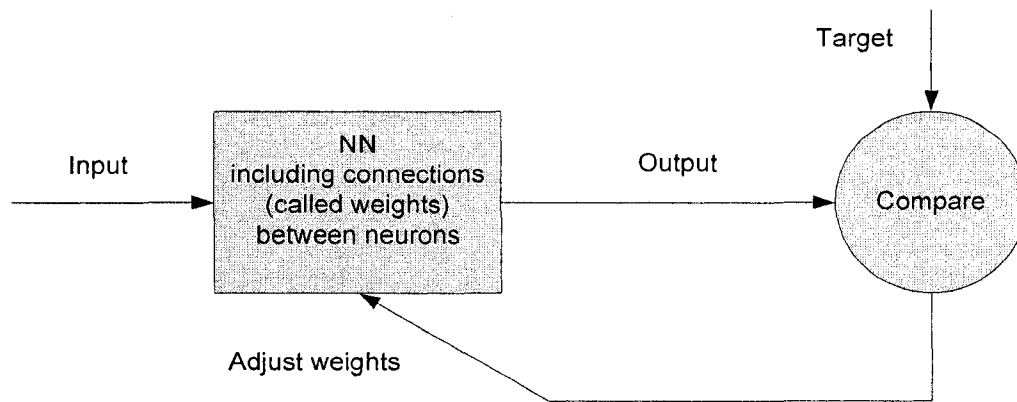 Target
Input
NN
including connections
(called weights)
between neurons
Output
Compare
Adjust weights